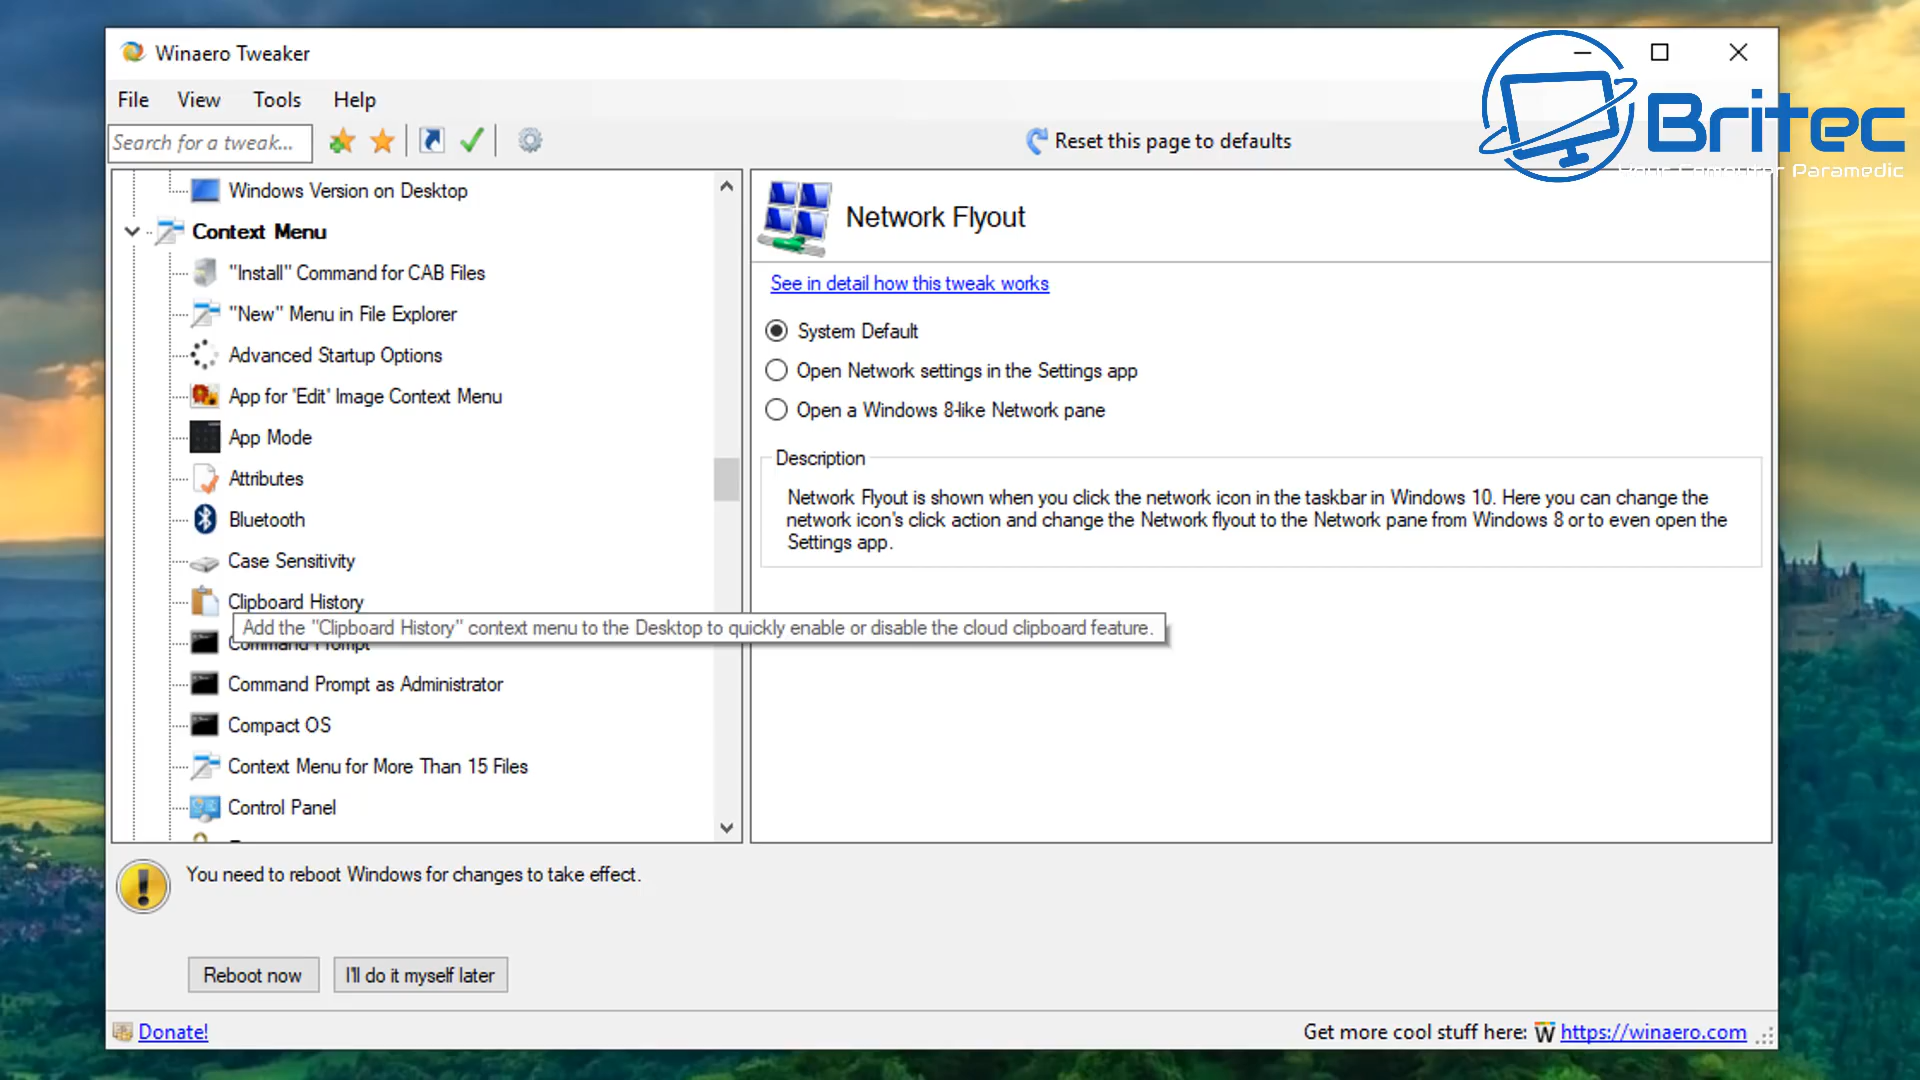 Winaero Tweaker
File View Tools Help
Search for a tweak...
Reset this page to defaults
Britec
Your Computer Paramedic
Windows Version on Desktop
Context Menu
"Install" Command for CAB Files
"New" Menu in File Explorer
Advanced Startup Options
App for 'Edit' Image Context Menu
App Mode
Attributes
Bluetooth
Case Sensitivity
Clipboard History
Add the "Clipboard History" context menu to the Desktop to quickly enable or disable the cloud clipboard feature.
Command Prompt
Command Prompt as Administrator
Compact OS
Context Menu for More Than 15 Files
Control Panel
Network Flyout
See in detail how this tweak works
System Default
Open Network settings in the Settings app
Open a Windows 8-like Network pane
Description
Network Flyout is shown when you click the network icon in the taskbar in Windows 10. Here you can change the
network icon's click action and change the Network flyout to the Network pane from Windows 8 or to even open the
Settings app.
You need to reboot Windows for changes to take effect.
Reboot now
I'll do it myself later
Donate!
Get more cool stuff here: W https://winaero.com